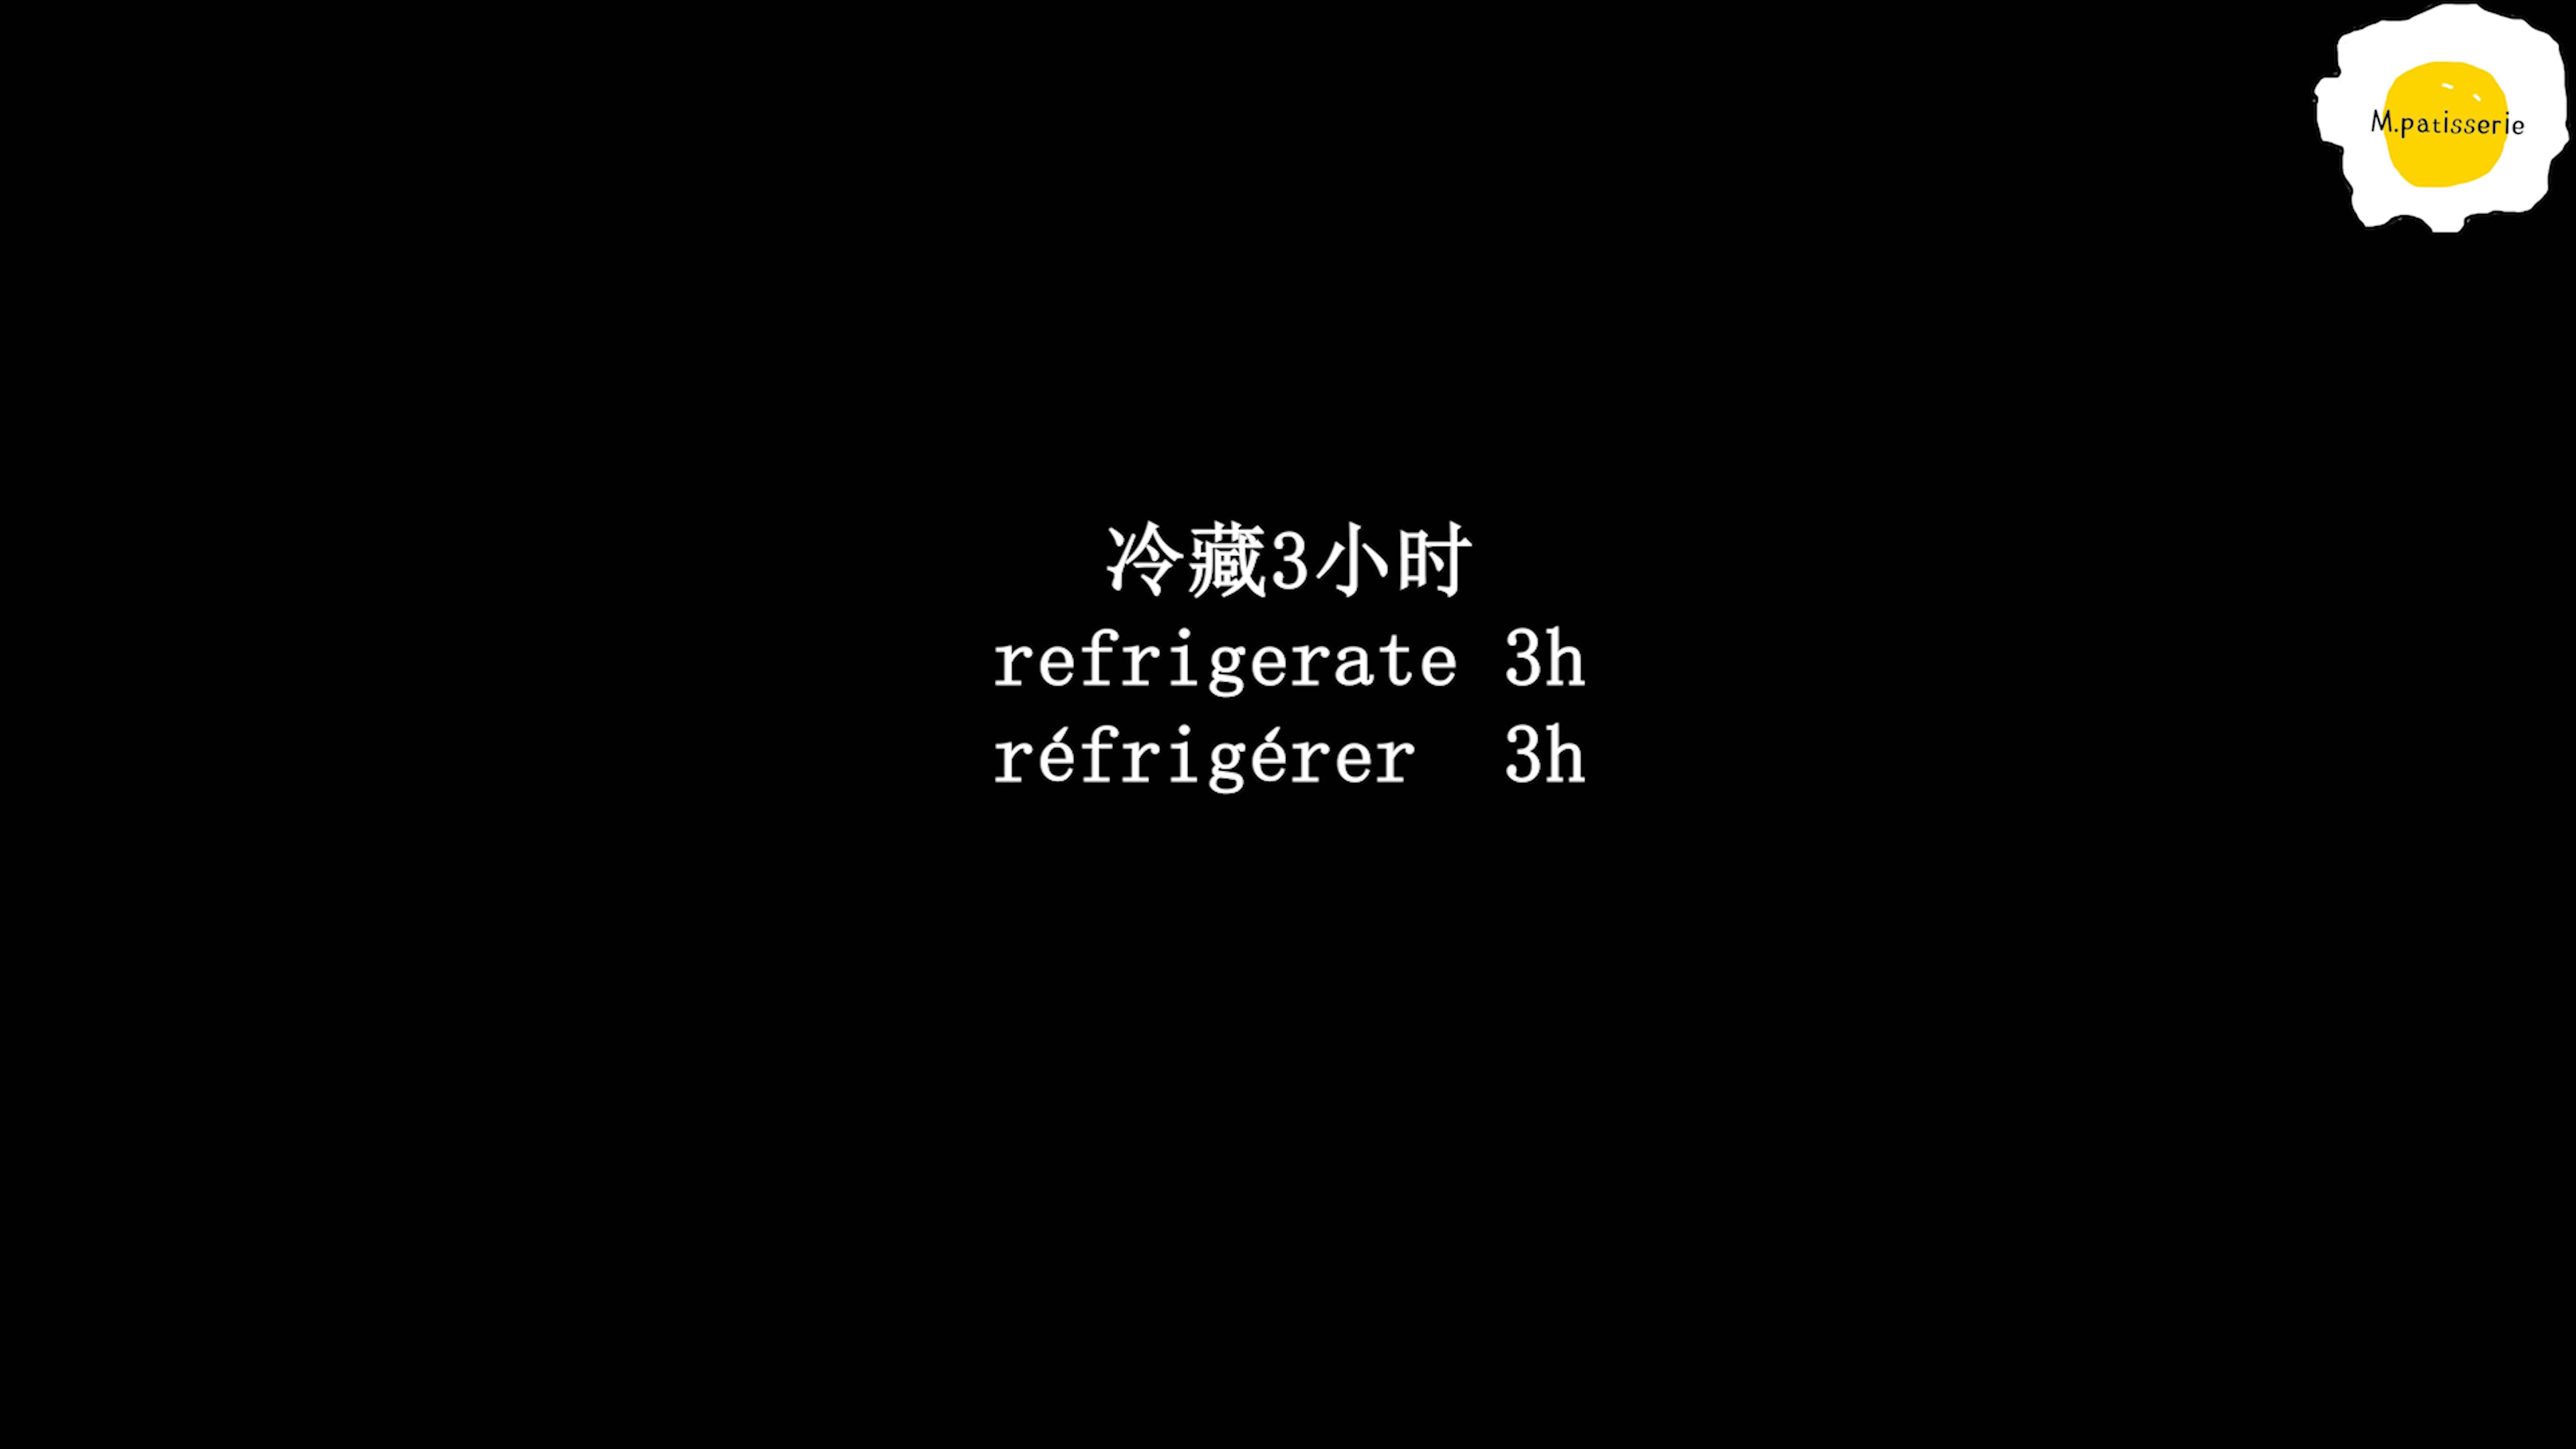 M.patisserie
冷藏3小时
refrigerate 3h
réfrigérer  3h